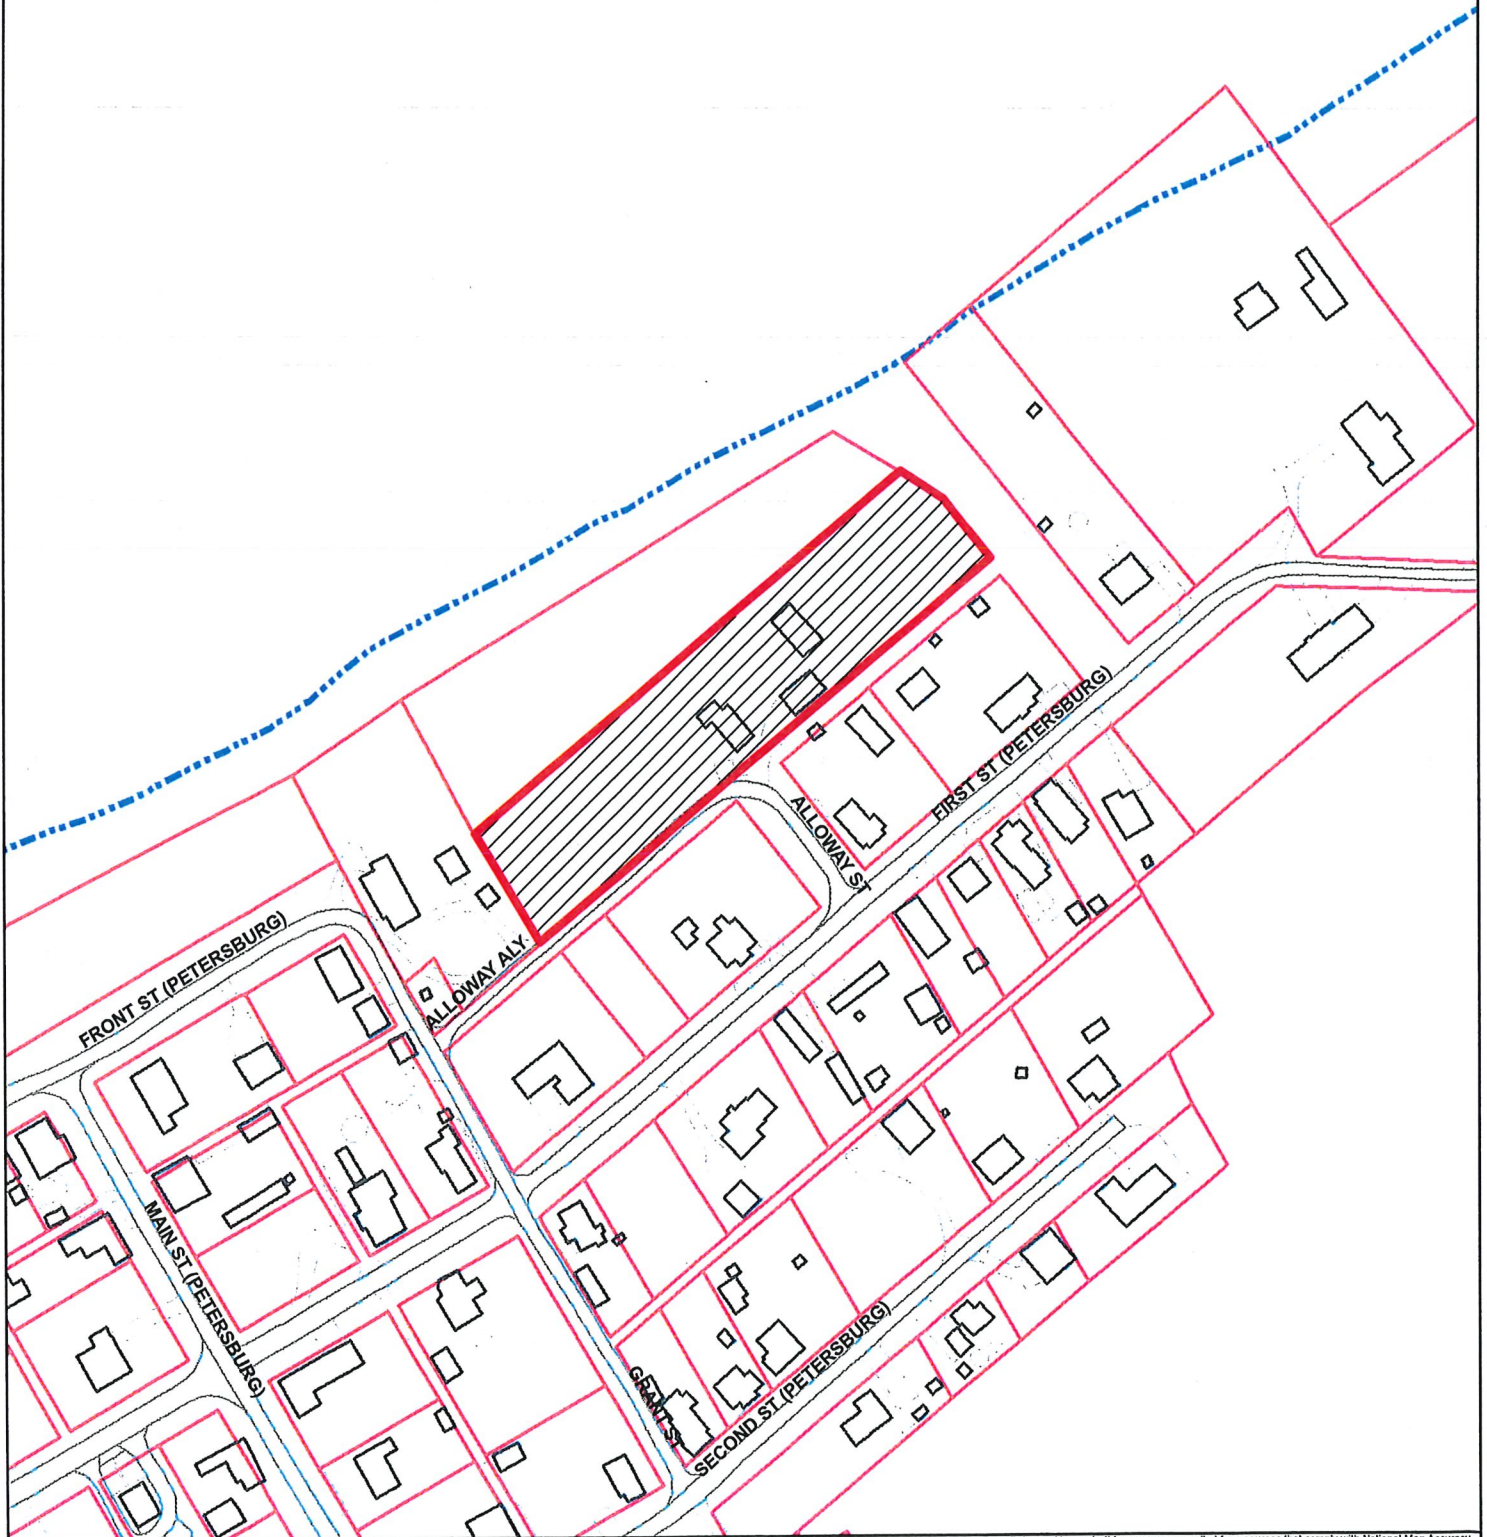 FIRST ST (PETERSBURG)
ALLOWAY ST
ALLOWAY ALY
FRONT ST (PETERSBURG)
MAIN ST (PETERSBURG)
GRANT ST
SECOND ST (PETERSBURG)